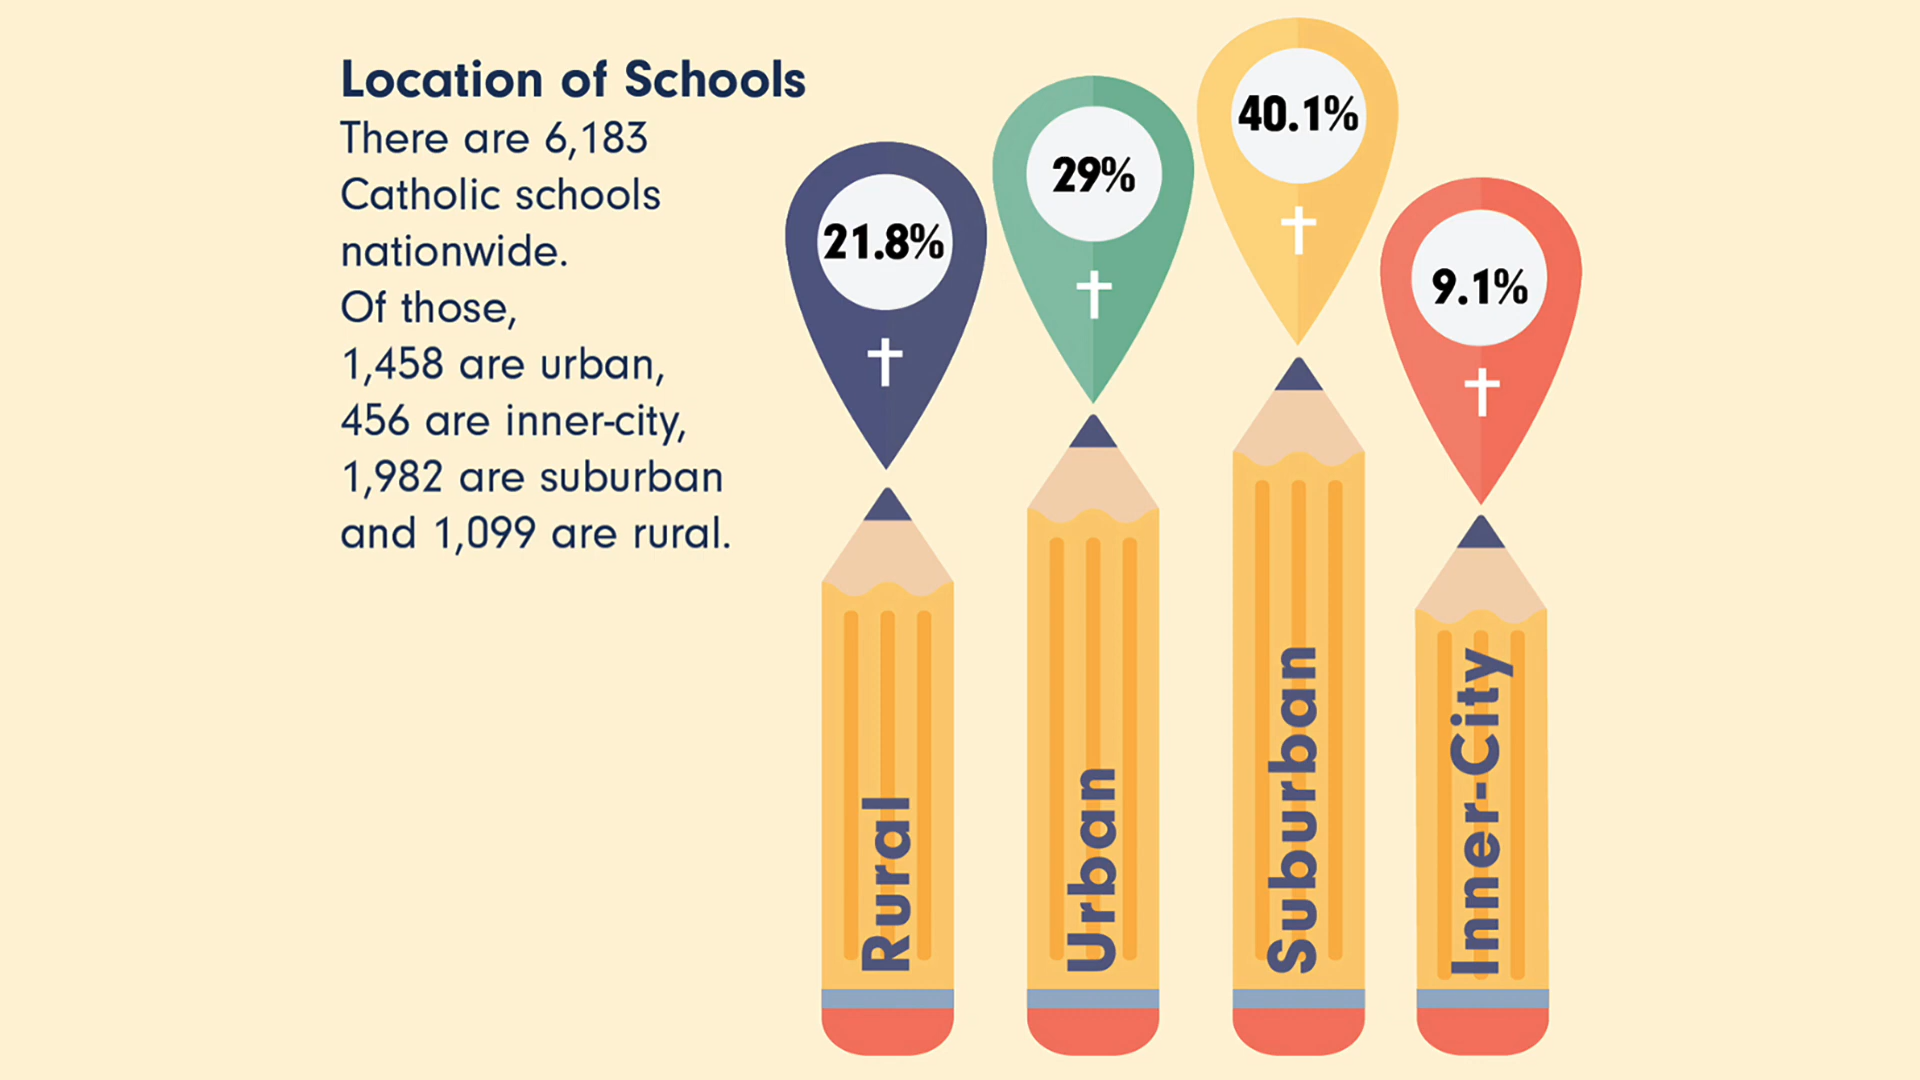 Location of Schools
There are 6,183
Catholic schools
nationwide.
Of those,
1,458 are urban,
456 are inner-city,
1,982 are suburban
and 1,099 are rural.
21.8%
29%
40.1%
9.1%
Rural
Urban
Suburban
Inner-City